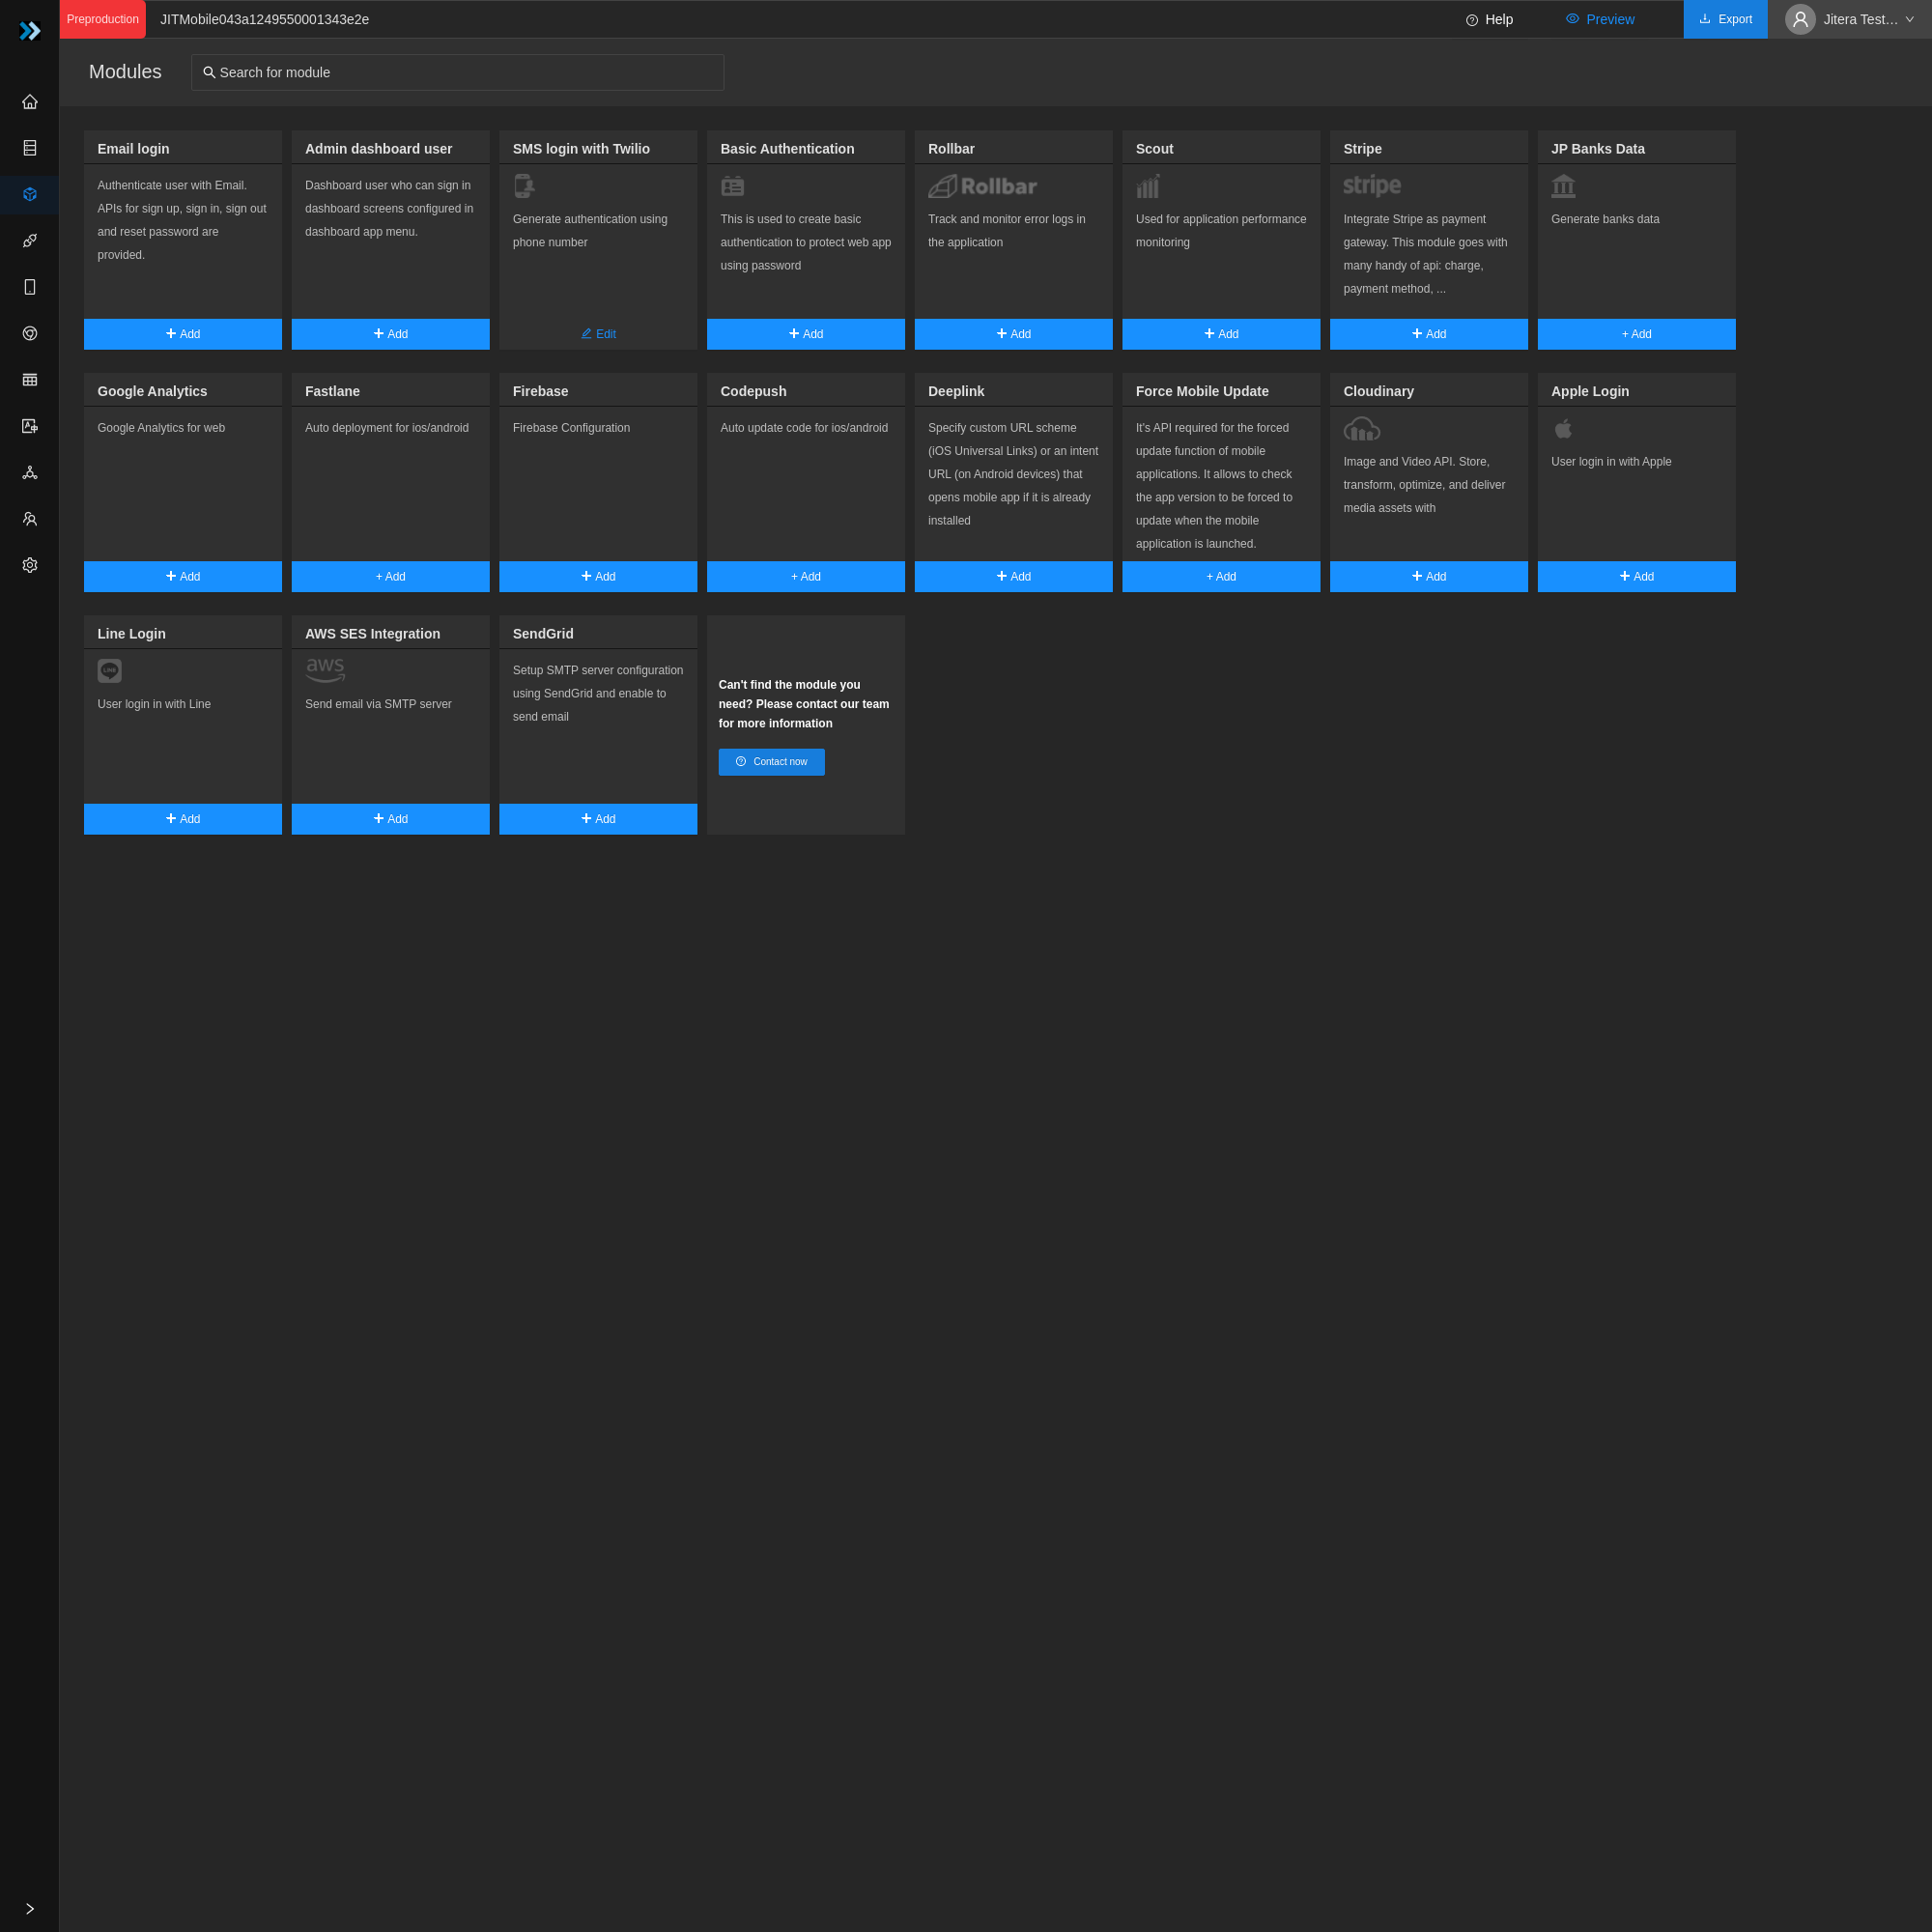 Preproduction
JITMobile043a1249550001343e2e
Help
Preview
Export
Jitera Test…
Modules
Search for module
Email login
Authenticate user with Email.
APIs for sign up, sign in, sign out
and reset password are
provided.
Add
Admin dashboard user
Dashboard user who can sign in
dashboard screens configured in
dashboard app menu.
Add
SMS login with Twilio
Generate authentication using
phone number
Edit
Basic Authentication
This is used to create basic
authentication to protect web app
using password
Add
Rollbar
Rollbar
Track and monitor error logs in
the application
Add
Scout
Used for application performance
monitoring
Add
Stripe
stripe
Integrate Stripe as payment
gateway. This module goes with
many handy of api: charge,
payment method, ...
Add
JP Banks Data
Generate banks data
+ Add
Google Analytics
Google Analytics for web
Add
Fastlane
Auto deployment for ios/android
+ Add
Firebase
Firebase Configuration
Add
Codepush
Auto update code for ios/android
+ Add
Deeplink
Specify custom URL scheme
(iOS Universal Links) or an intent
URL (on Android devices) that
opens mobile app if it is already
installed
Add
Force Mobile Update
It's API required for the forced
update function of mobile
applications. It allows to check
the app version to be forced to
update when the mobile
application is launched.
+ Add
Cloudinary
Image and Video API. Store,
transform, optimize, and deliver
media assets with
Add
Apple Login
User login in with Apple
Add
Line Login
LINE
User login in with Line
Add
AWS SES Integration
aws
Send email via SMTP server
Add
SendGrid
Setup SMTP server configuration
using SendGrid and enable to
send email
Add
Can't find the module you
need? Please contact our team
for more information
Contact now